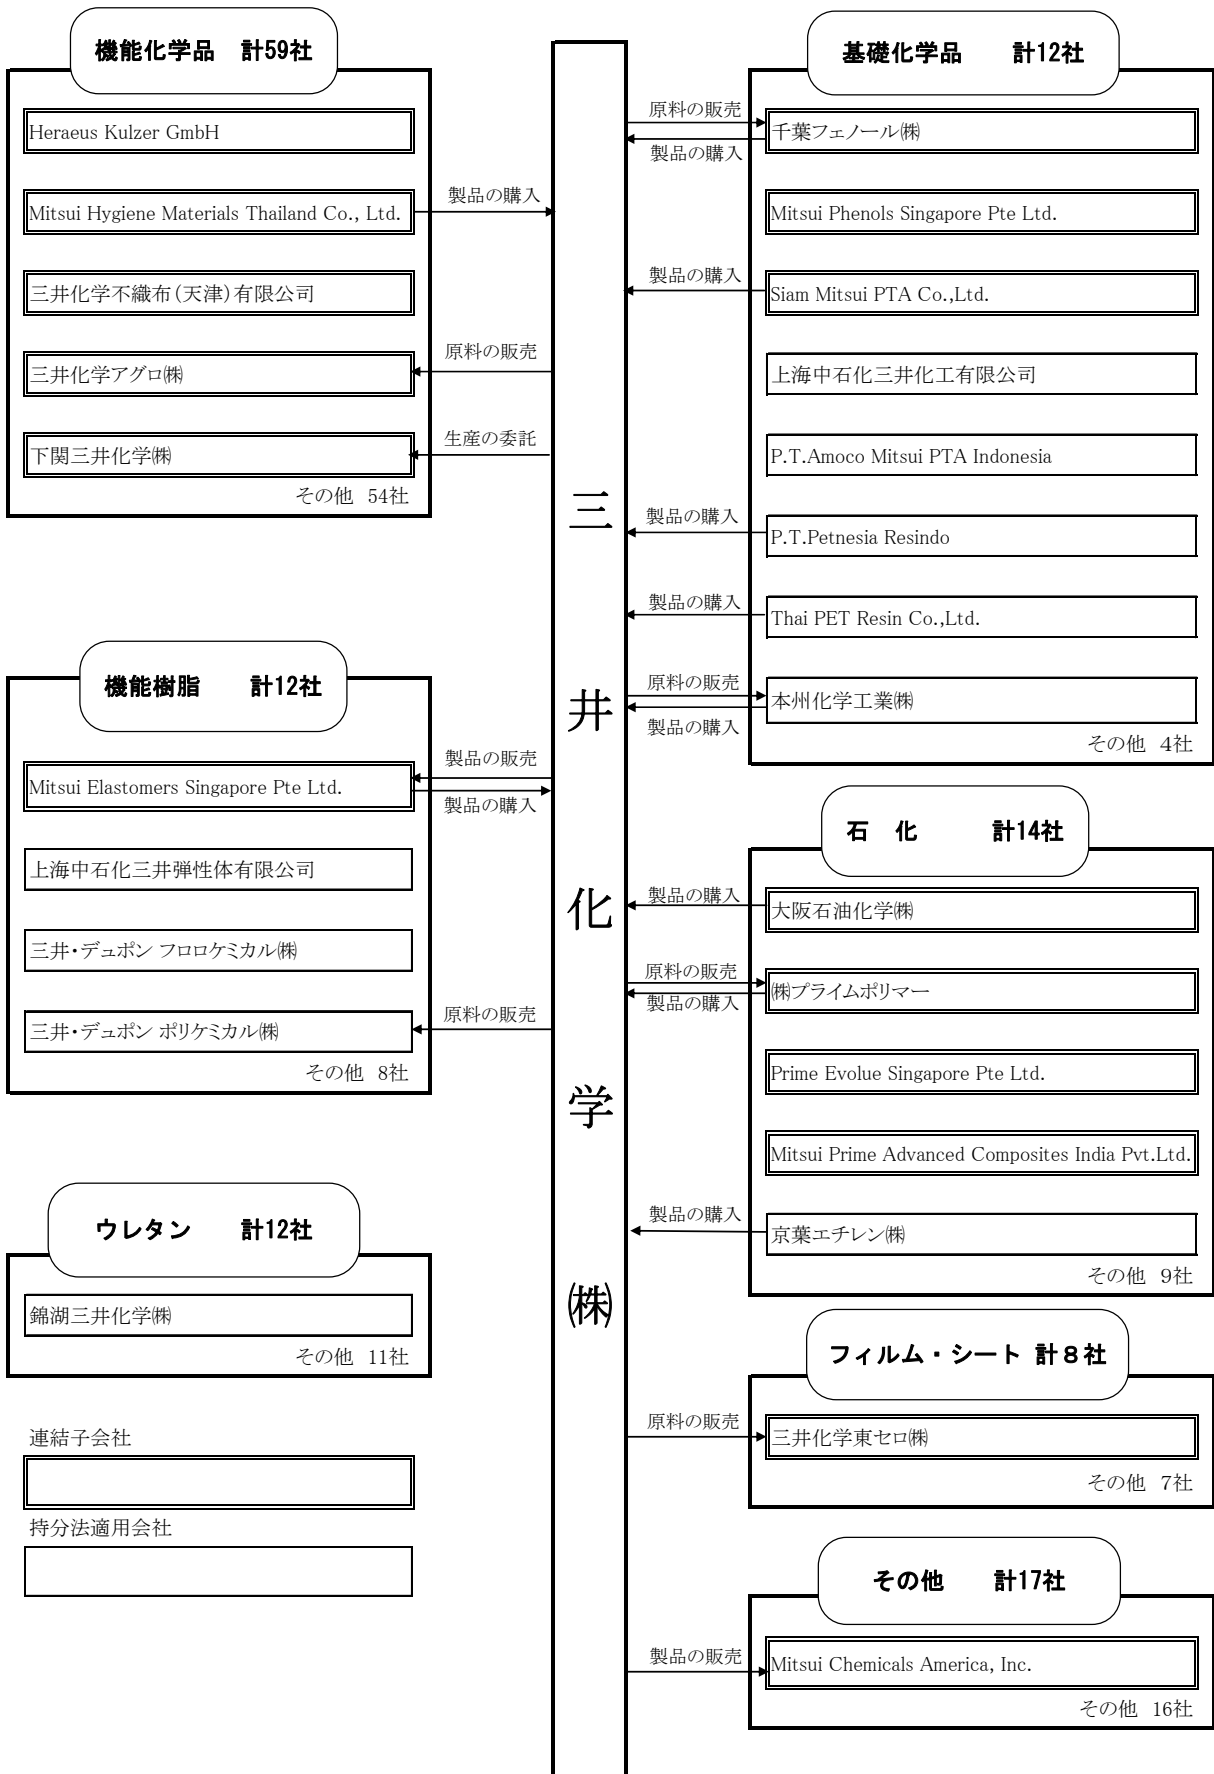 機能化学品 計59社
Heraeus Kulzer GmbH
Mitsui Hygiene Materials Thailand Co., Ltd.
製品の購入
三井化学不織布(天津)有限公司
三井化学アグロ㈱
原料の販売
下関三井化学㈱
生産の委託
その他 54社
機能樹脂 計12社
Mitsui Elastomers Singapore Pte Ltd.
製品の販売
製品の購入
上海中石化三井弾性体有限公司
三井・デュポン フロロケミカル㈱
三井・デュポン ポリケミカル㈱
原料の販売
その他 8社
ウレタン 計12社
錦湖三井化学㈱
その他 11社
連結子会社
持分法適用会社
三
井
化
学
㈱
基礎化学品 計12社
原料の販売
千葉フェノール㈱
製品の購入
Mitsui Phenols Singapore Pte Ltd.
製品の購入
Siam Mitsui PTA Co.,Ltd.
上海中石化三井化工有限公司
P.T.Amoco Mitsui PTA Indonesia
製品の購入
P.T.Petnesia Resindo
製品の購入
Thai PET Resin Co.,Ltd.
原料の販売
本州化学工業㈱
製品の購入
その他 4社
石 化 計14社
製品の購入
大阪石油化学㈱
原料の販売
㈱プライムポリマー
製品の購入
Prime Evolue Singapore Pte Ltd.
Mitsui Prime Advanced Composites India Pvt.Ltd.
製品の購入
京葉エチレン㈱
その他 9社
フィルム・シート 計８社
原料の販売
三井化学東セロ㈱
その他 7社
その他 計17社
製品の販売
Mitsui Chemicals America, Inc.
その他 16社